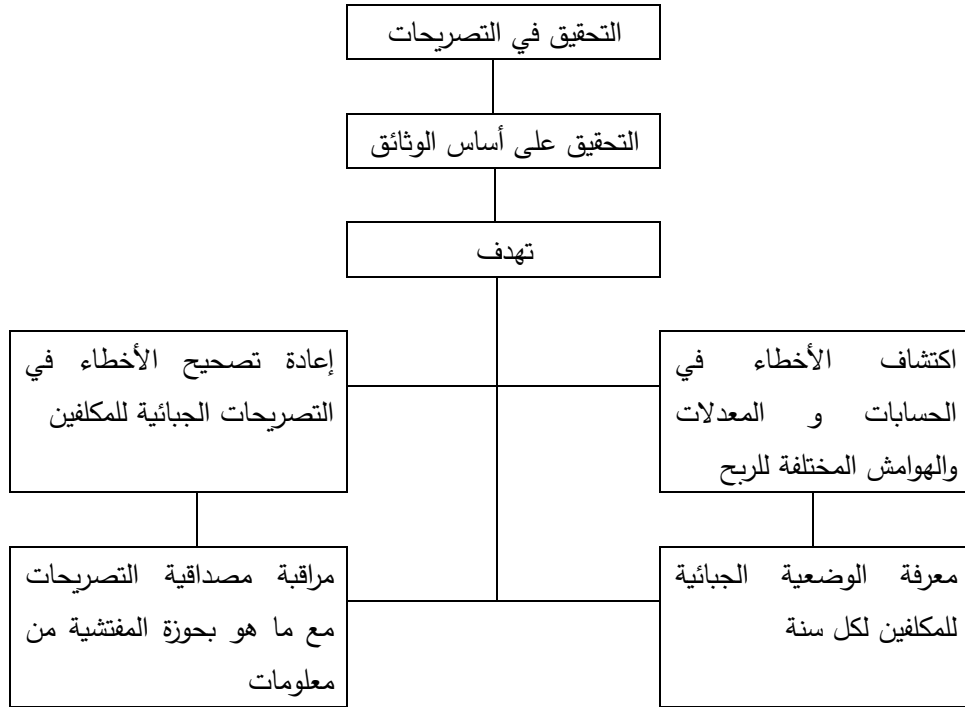 التحقيق في التصريحات
التحقيق على أساس الوثائق
تهدف
اكتشاف الأخطاء في
الحسابات و المعدلات
والهوامش المختلفة للربح
إعادة تصحيح الأخطاء في
التصريحات الجبائية للمكلفين
معرفة الوضعية الجبائية
للمكلفين لكل سنة
مراقبة مصداقية التصريحات
مع ما هو بحوزة المفتشية من
معلومات